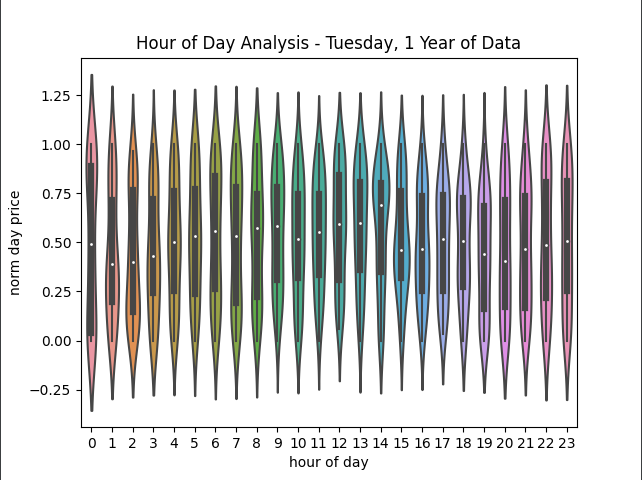 Hour of Day Analysis - Tuesday, 1 Year of Data
norm day price
1.25
1.00
0.75
0.50
0.25
0.00
−0.25
0 1 2 3 4 5 6 7 8 9 10 11 12 13 14 15 16 17 18 19 20 21 22 23
hour of day